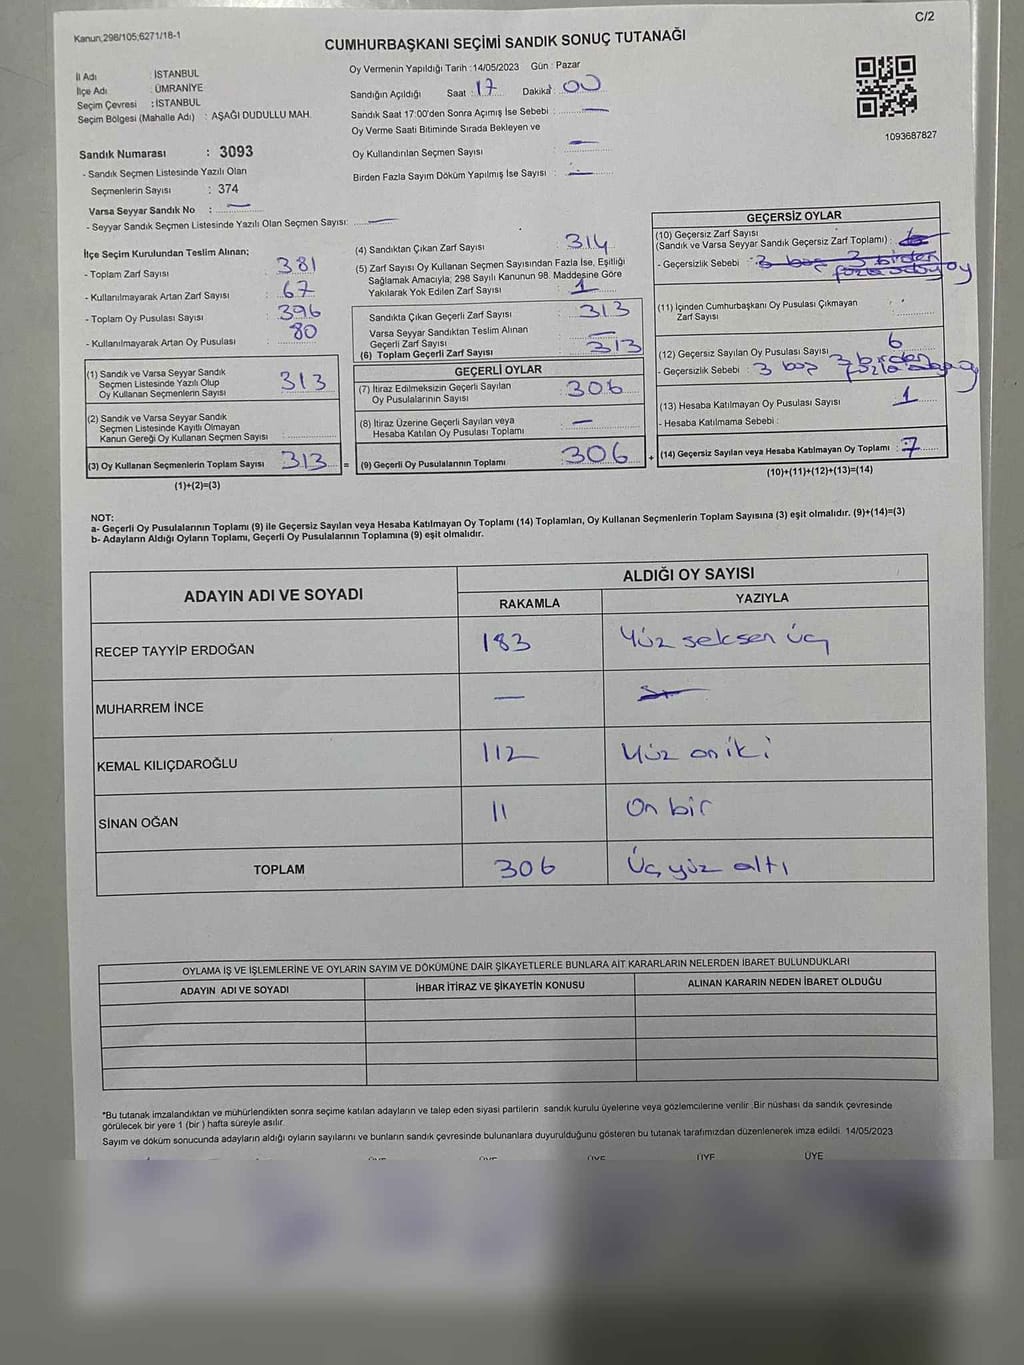 Kanun,298/105;6271/18-1
C/2
CUMHURBAŞKANI SEÇİMİ SANDIK SONUÇ TUTANAĞI
İl Adı : İSTANBUL
İlçe Adı : ÜMRANİYE
Seçim Çevresi : İSTANBUL
Seçim Bölgesi (Mahalle Adı) : AŞAĞI DUDULLU MAH.
Sandık Numarası : 3093
- Sandık Seçmen Listesinde Yazılı Olan
Seçmenlerin Sayısı : 374
Varsa Seyyar Sandık No : —
- Seyyar Sandık Seçmen Listesinde Yazılı Olan Seçmen Sayısı: —
Oy Vermenin Yapıldığı Tarih : 14/05/2023 Gün : Pazar
Sandığın Açıldığı Saat : 17 Dakika : 00
Sandık Saat 17:00'den Sonra Açımış İse Sebebi : —
Oy Verme Saati Bitiminde Sırada Bekleyen ve
Oy Kullandırılan Seçmen Sayısı : —
Birden Fazla Sayım Döküm Yapılmış İse Sayısı : —
1093687827
İlçe Seçim Kurulundan Teslim Alınan;
- Toplam Zarf Sayısı : 381
- Kullanılmayarak Artan Zarf Sayısı : 67
- Toplam Oy Pusulası Sayısı : 396
- Kullanılmayarak Artan Oy Pusulası : 80
(1) Sandık ve Varsa Seyyar Sandık
Seçmen Listesinde Yazılı Olup
Oy Kullanan Seçmenlerin Sayısı 313
(2) Sandık ve Varsa Seyyar Sandık
Seçmen Listesinde Kayıtlı Olmayan
Kanun Gereği Oy Kullanan Seçmen Sayısı
(3) Oy Kullanan Seçmenlerin Toplam Sayısı 313 =
(1)+(2)=(3)
(4) Sandıktan Çıkan Zarf Sayısı : 314
(5) Zarf Sayısı Oy Kullanan Seçmen Sayısından Fazla İse, Eşitliği
Sağlamak Amacıyla; 298 Sayılı Kanunun 98. Maddesine Göre
Yakılarak Yok Edilen Zarf Sayısı : 1
Sandıkta Çıkan Geçerli Zarf Sayısı : 313
Varsa Seyyar Sandıktan Teslim Alınan
Geçerli Zarf Sayısı : —
(6) Toplam Geçerli Zarf Sayısı : 313
GEÇERLİ OYLAR
(7) İtiraz Edilmeksizin Geçerli Sayılan
Oy Pusulalarının Sayısı : 306
(8) İtiraz Üzerine Geçerli Sayılan veya
Hesaba Katılan Oy Pusulası Toplamı : —
(9) Geçerli Oy Pusulalarının Toplamı : 306 +
GEÇERSİZ OYLAR
(10) Geçersiz Zarf Sayısı
(Sandık ve Varsa Seyyar Sandık Geçersiz Zarf Toplamı) :
- Geçersizlik Sebebi : 3 boş 3 birden
fazla oy
(11) İçinden Cumhurbaşkanı Oy Pusulası Çıkmayan
Zarf Sayısı :
(12) Geçersiz Sayılan Oy Pusulası Sayısı : 6
- Geçersizlik Sebebi : 3 boş 3 birden
(13) Hesaba Katılmayan Oy Pusulası Sayısı : 1
- Hesaba Katılmama Sebebi :
(14) Geçersiz Sayılan veya Hesaba Katılmayan Oy Toplamı : 7
(10)+(11)+(12)+(13)=(14)
NOT:
a- Geçerli Oy Pusulalarının Toplamı (9) ile Geçersiz Sayılan veya Hesaba Katılmayan Oy Toplamı (14) Toplamları, Oy Kullanan Seçmenlerin Toplam Sayısına (3) eşit olmalıdır. (9)+(14)=(3)
b- Adayların Aldığı Oyların Toplamı, Geçerli Oy Pusulalarının Toplamına (9) eşit olmalıdır.
ADAYIN ADI VE SOYADI
ALDIĞI OY SAYISI
RAKAMLA YAZIYLA
RECEP TAYYİP ERDOĞAN 183 Yüz seksen üç
MUHARREM İNCE —
KEMAL KILIÇDAROĞLU 112 Yüz on iki
SİNAN OĞAN 11 On bir
TOPLAM 306 Üç yüz altı
OYLAMA İŞ VE İŞLEMLERİNE VE OYLARIN SAYIM VE DÖKÜMÜNE DAİR ŞİKAYETLERLE BUNLARA AİT KARARLARIN NELERDEN İBARET BULUNDUKLARI
ADAYIN ADI VE SOYADI İHBAR İTİRAZ VE ŞİKAYETİN KONUSU ALINAN KARARIN NEDEN İBARET OLDUĞU
*Bu tutanak imzalandıktan ve mühürlendikten sonra seçime katılan adayların ve talep eden siyasi partilerin sandık kurulu üyelerine veya gözlemcilerine verilir .Bir nüshası da sandık çevresinde
görülecek bir yere 1 (bir ) hafta süreyle asılır.
Sayım ve döküm sonucunda adayların aldığı oyların sayılarını ve bunların sandık çevresinde bulunanlara duyurulduğunu gösteren bu tutanak tarafımızdan düzenlenerek imza edildi. 14/05/2023
ÜYE ÜYE ÜYE ÜYE ÜYE